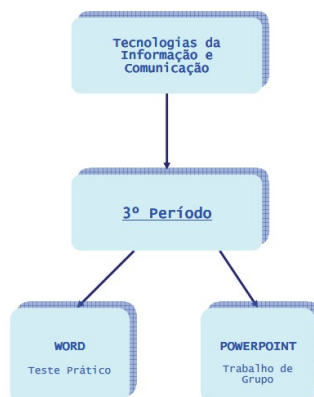 Tecnologias da
Informação e
Comunicação
3º Período
WORD
Teste Prático
POWERPOINT
Trabalho de
Grupo